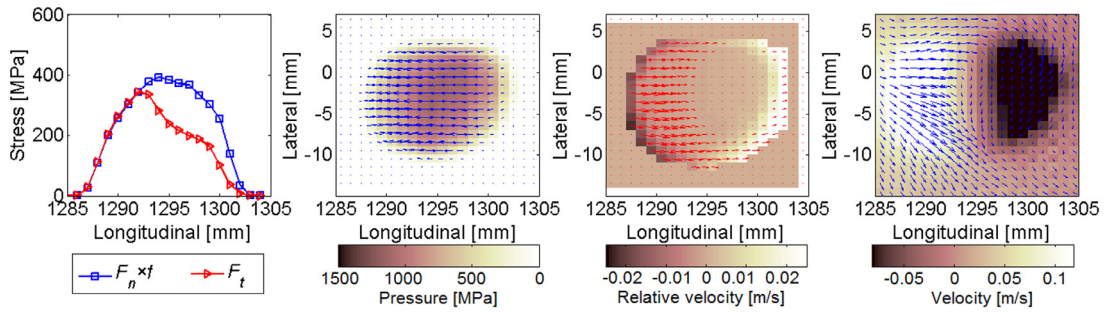 Stress [MPa]
600
400
200
0
1285 1290 1295 1300 1305
Longitudinal [mm]
Fn×f Ft
Lateral [mm]
5
0
-5
-10
1285 1290 1295 1300 1305
Longitudinal [mm]
1500 1000 500 0
Pressure [MPa]
Lateral [mm]
5
0
-5
-10
1285 1290 1295 1300 1305
Longitudinal [mm]
-0.02 -0.01 0 0.01 0.02
Relative velocity [m/s]
Lateral [mm]
5
0
-5
-10
1285 1290 1295 1300 1305
Longitudinal [mm]
-0.05 0 0.05 0.1
Velocity [m/s]